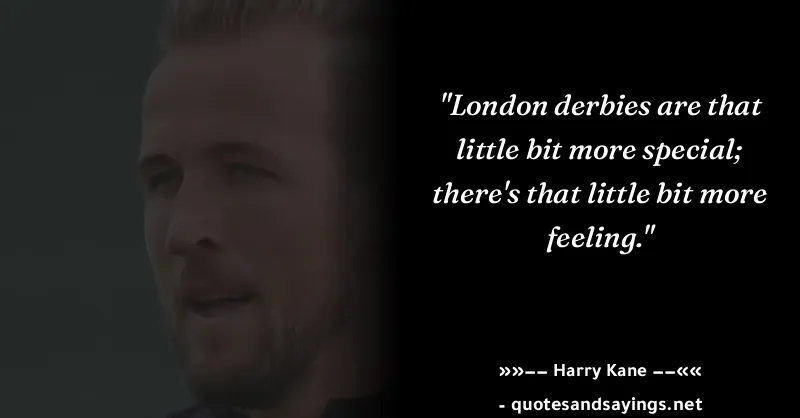 "London derbies are that
little bit more special;
there's that little bit more
feeling."
»»–– Harry Kane ––««
- quotesandsayings.net